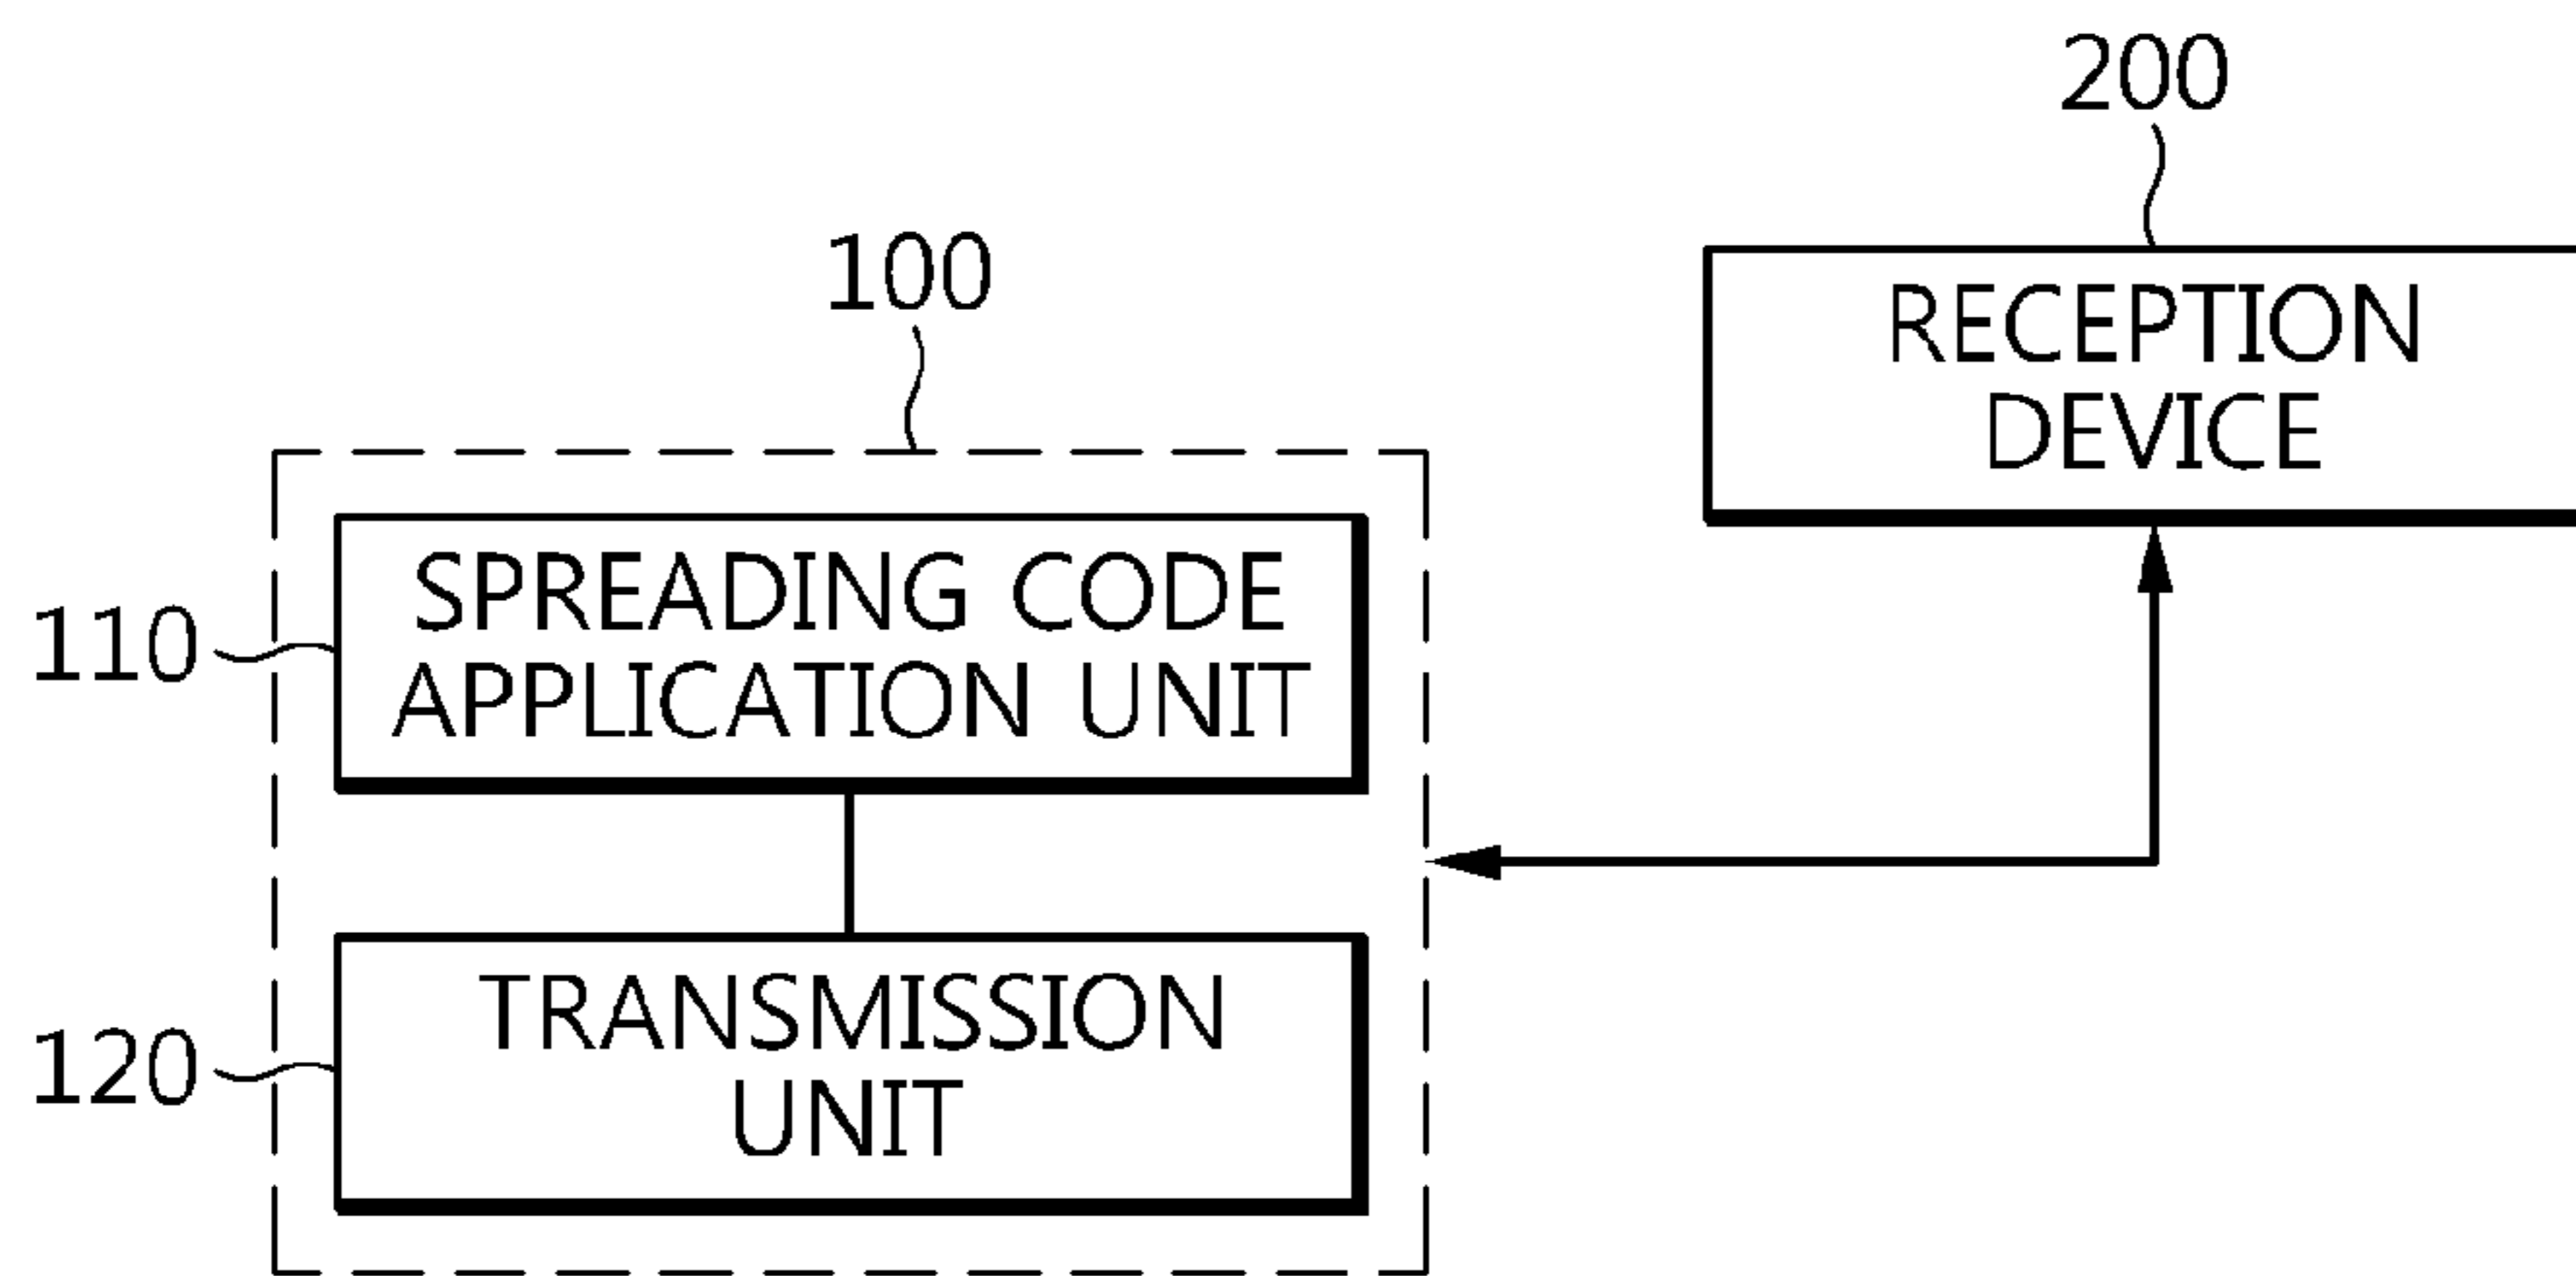 200
100
RECEPTION
DEVICE
110
SPREADING CODE
APPLICATION UNIT
120
TRANSMISSION
UNIT